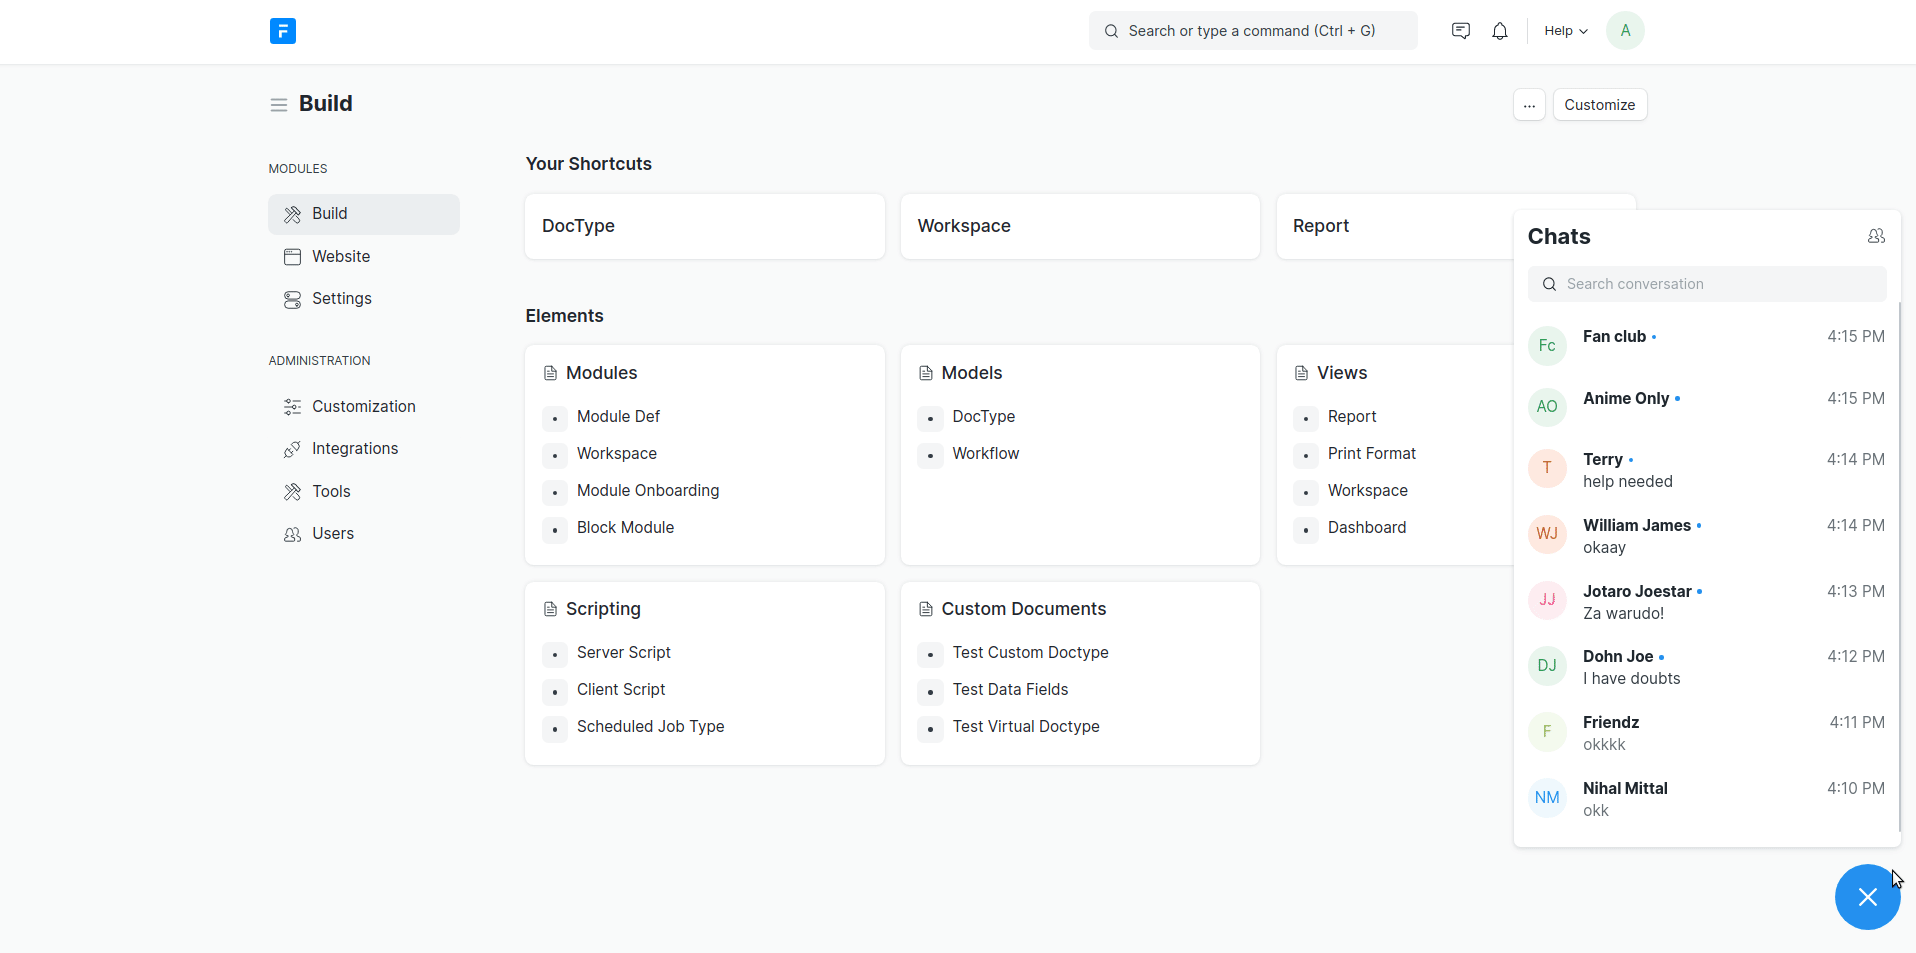 F
Search or type a command (Ctrl + G)
Help
A
Build
...
Customize
MODULES
Build
Website
Settings
ADMINISTRATION
Customization
Integrations
Tools
Users
Your Shortcuts
DocType
Workspace
Report
Elements
Modules
Module Def
Workspace
Module Onboarding
Block Module
Models
DocType
Workflow
Views
Report
Print Format
Workspace
Dashboard
Scripting
Server Script
Client Script
Scheduled Job Type
Custom Documents
Test Custom Doctype
Test Data Fields
Test Virtual Doctype
Chats
Search conversation
Fc Fan club 4:15 PM
AO Anime Only 4:15 PM
T Terry 4:14 PM
help needed
WJ William James 4:14 PM
okaay
JJ Jotaro Joestar 4:13 PM
Za warudo!
DJ Dohn Joe 4:12 PM
I have doubts
F Friendz 4:11 PM
okkkk
NM Nihal Mittal 4:10 PM
okk